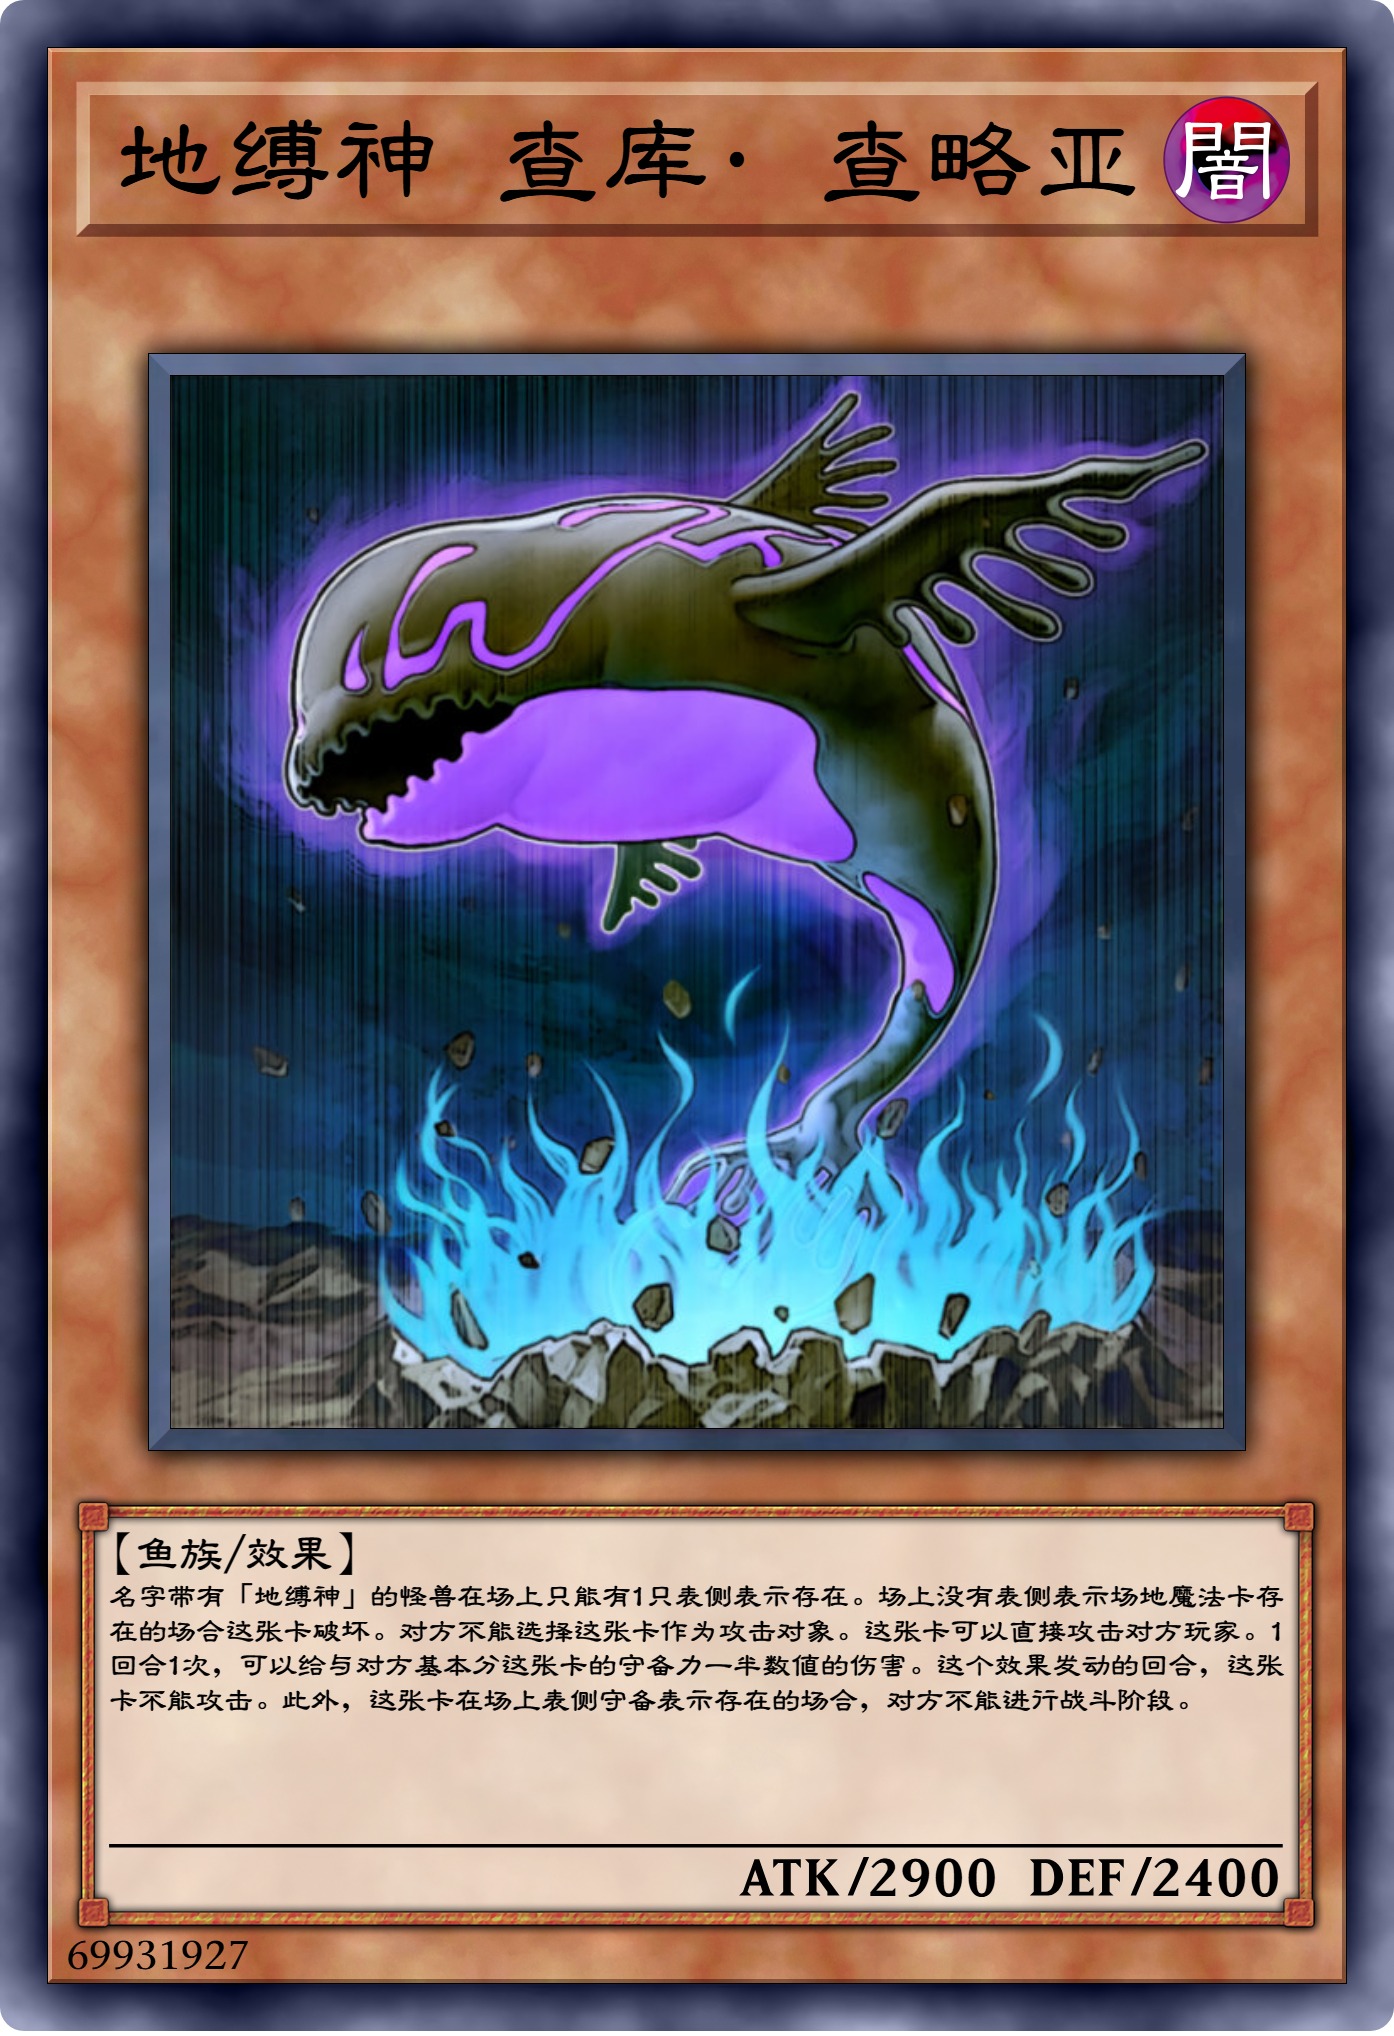 地缚神 查库· 查略亚
闇
【鱼族/效果】
名字带有「地缚神」的怪兽在场上只能有1只表侧表示存在。场上没有表侧表示场地魔法卡存
在的场合这张卡破坏。对方不能选择这张卡作为攻击对象。这张卡可以直接攻击对方玩家。1
回合1次，可以给与对方基本分这张卡的守备力一半数值的伤害。这个效果发动的回合，这张
卡不能攻击。此外，这张卡在场上表侧守备表示存在的场合，对方不能进行战斗阶段。
ATK/2900 DEF/2400
69931927